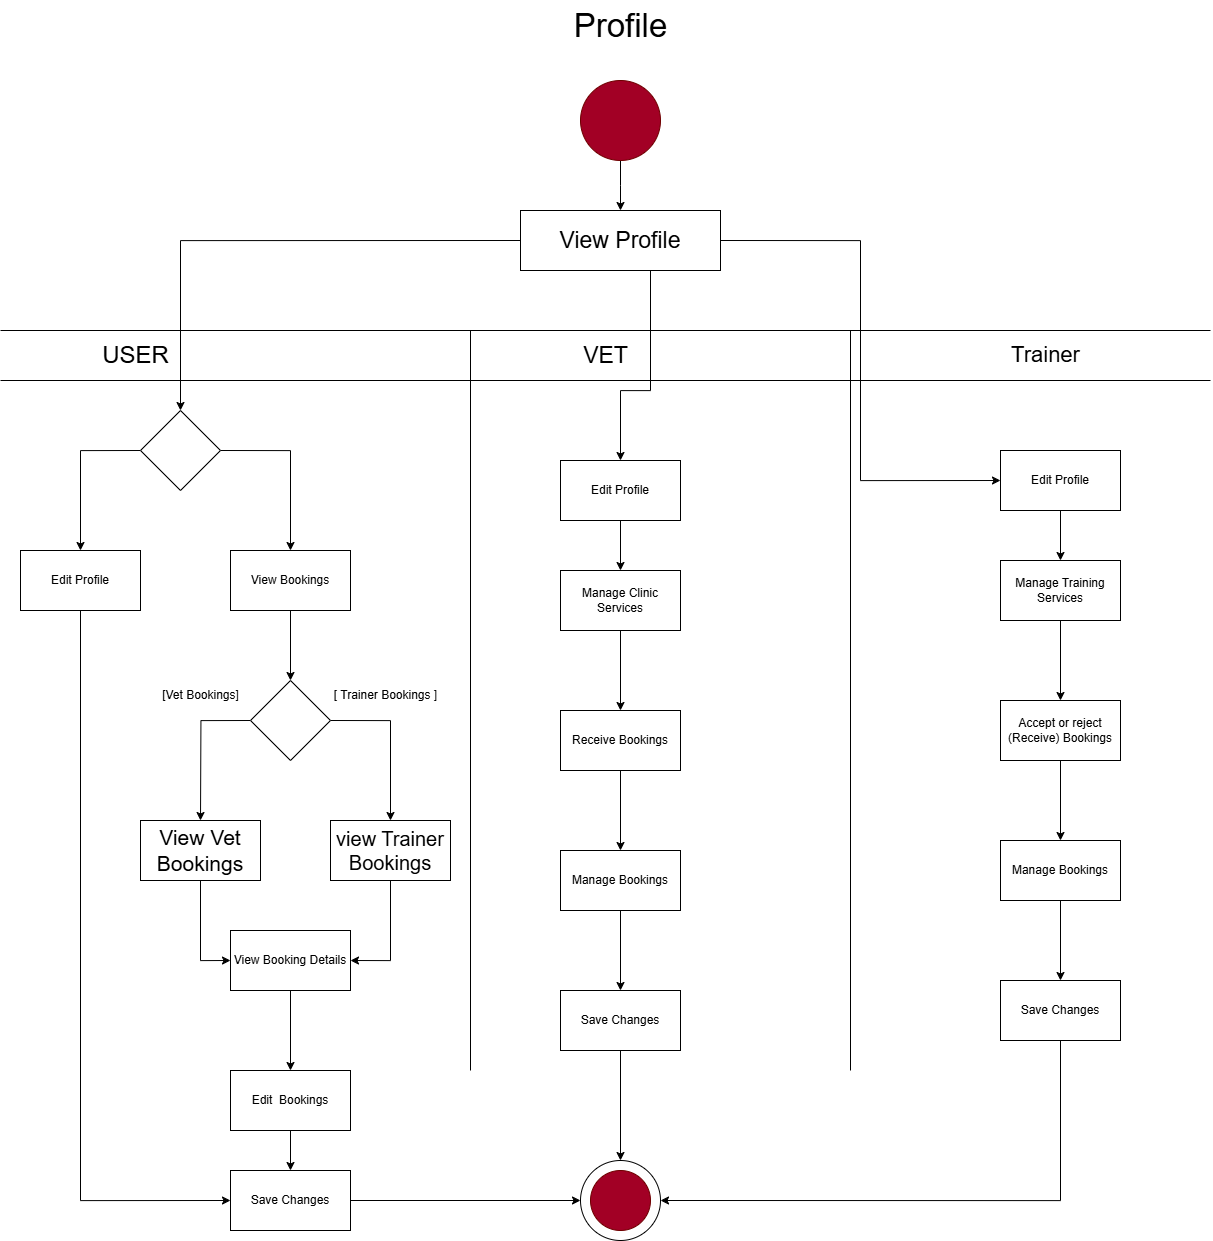 Profile
View Profile
USER
VET
Trainer
Edit Profile
View Bookings
[Vet Bookings]
[ Trainer Bookings ]
View Vet
Bookings
view Trainer
Bookings
View Booking Details
Edit  Bookings
Save Changes
Edit Profile
Manage Clinic
Services
Receive Bookings
Manage Bookings
Save Changes
Edit Profile
Manage Training
Services
Accept or reject
(Receive) Bookings
Manage Bookings
Save Changes